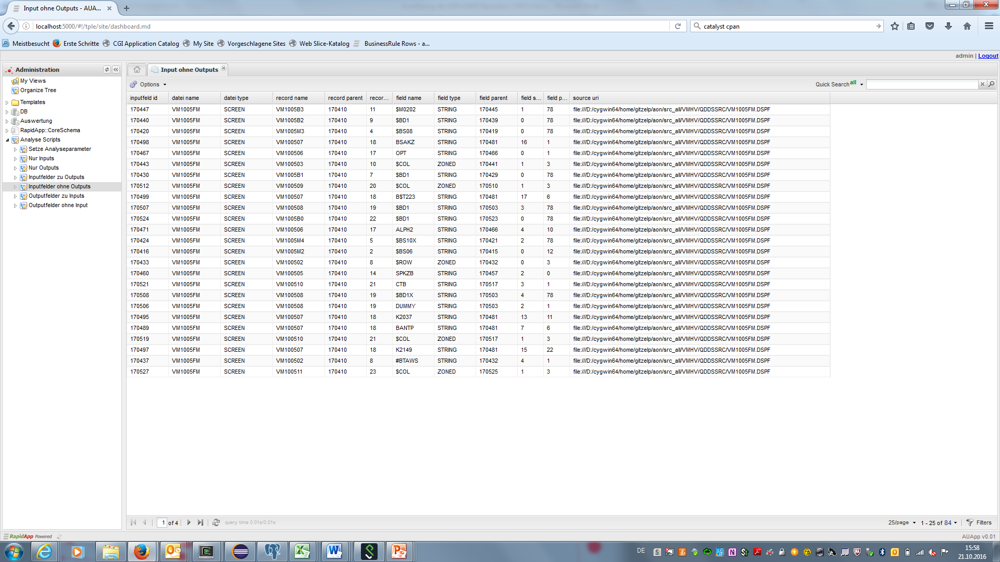 Input ohne Outputs - AUA...
localhost:5000/#!/tple/site/dashboard.md
catalyst cpan
Meistbesucht Erste Schritte CGI Application Catalog My Site Vorgeschlagene Sites Web Slice-Katalog BusinessRule Rows - a...
admin | Logout
Administration
My Views
Organize Tree
Templates
DB
Auswertung
RapidApp::CoreSchema
Analyse Scripts
Setze Analyseparameter
Nur Inputs
Nur Outputs
Inputfelder zu Outputs
Inputfelder ohne Outputs
Outputfelder zu Inputs
Outputfelder ohne Input
Input ohne Outputs
Options
Quick Search all
inputfeld id datei name datei type record name record parent recor... field name field type field parent field s... field p... source uri
170447 VM1005FM SCREEN VM1005B3 170410 11 $M0202 STRING 170445 1 78 file:///D:/cygwin64/home/gitzelp/aon/src_all/VMHV/QDDSSRC/VM1005FM.DSPF
170440 VM1005FM SCREEN VM1005B2 170410 9 $BD1 STRING 170439 0 78 file:///D:/cygwin64/home/gitzelp/aon/src_all/VMHV/QDDSSRC/VM1005FM.DSPF
170420 VM1005FM SCREEN VM1005M3 170410 4 $BS08 STRING 170419 0 78 file:///D:/cygwin64/home/gitzelp/aon/src_all/VMHV/QDDSSRC/VM1005FM.DSPF
170498 VM1005FM SCREEN VM100507 170410 18 BSAKZ STRING 170481 16 1 file:///D:/cygwin64/home/gitzelp/aon/src_all/VMHV/QDDSSRC/VM1005FM.DSPF
170467 VM1005FM SCREEN VM100506 170410 17 OPT STRING 170466 0 1 file:///D:/cygwin64/home/gitzelp/aon/src_all/VMHV/QDDSSRC/VM1005FM.DSPF
170443 VM1005FM SCREEN VM100503 170410 10 $COL ZONED 170441 1 3 file:///D:/cygwin64/home/gitzelp/aon/src_all/VMHV/QDDSSRC/VM1005FM.DSPF
170430 VM1005FM SCREEN VM1005B1 170410 7 $BD1 STRING 170429 0 78 file:///D:/cygwin64/home/gitzelp/aon/src_all/VMHV/QDDSSRC/VM1005FM.DSPF
170512 VM1005FM SCREEN VM100509 170410 20 $COL ZONED 170510 1 3 file:///D:/cygwin64/home/gitzelp/aon/src_all/VMHV/QDDSSRC/VM1005FM.DSPF
170499 VM1005FM SCREEN VM100507 170410 18 B$T223 STRING 170481 17 6 file:///D:/cygwin64/home/gitzelp/aon/src_all/VMHV/QDDSSRC/VM1005FM.DSPF
170507 VM1005FM SCREEN VM100508 170410 19 $BD1 STRING 170503 3 78 file:///D:/cygwin64/home/gitzelp/aon/src_all/VMHV/QDDSSRC/VM1005FM.DSPF
170524 VM1005FM SCREEN VM1005B0 170410 22 $BD1 STRING 170523 0 78 file:///D:/cygwin64/home/gitzelp/aon/src_all/VMHV/QDDSSRC/VM1005FM.DSPF
170471 VM1005FM SCREEN VM100506 170410 17 ALPH2 STRING 170466 4 10 file:///D:/cygwin64/home/gitzelp/aon/src_all/VMHV/QDDSSRC/VM1005FM.DSPF
170424 VM1005FM SCREEN VM1005M4 170410 5 $BS10X STRING 170421 2 78 file:///D:/cygwin64/home/gitzelp/aon/src_all/VMHV/QDDSSRC/VM1005FM.DSPF
170416 VM1005FM SCREEN VM1005M2 170410 2 $BS06 STRING 170415 0 12 file:///D:/cygwin64/home/gitzelp/aon/src_all/VMHV/QDDSSRC/VM1005FM.DSPF
170433 VM1005FM SCREEN VM100502 170410 8 $ROW ZONED 170432 0 3 file:///D:/cygwin64/home/gitzelp/aon/src_all/VMHV/QDDSSRC/VM1005FM.DSPF
170460 VM1005FM SCREEN VM100505 170410 14 SPKZB STRING 170457 2 0 file:///D:/cygwin64/home/gitzelp/aon/src_all/VMHV/QDDSSRC/VM1005FM.DSPF
170521 VM1005FM SCREEN VM100510 170410 21 CTB STRING 170517 3 1 file:///D:/cygwin64/home/gitzelp/aon/src_all/VMHV/QDDSSRC/VM1005FM.DSPF
170508 VM1005FM SCREEN VM100508 170410 19 $BD1X STRING 170503 4 78 file:///D:/cygwin64/home/gitzelp/aon/src_all/VMHV/QDDSSRC/VM1005FM.DSPF
170506 VM1005FM SCREEN VM100508 170410 19 DUMMY STRING 170503 2 1 file:///D:/cygwin64/home/gitzelp/aon/src_all/VMHV/QDDSSRC/VM1005FM.DSPF
170495 VM1005FM SCREEN VM100507 170410 18 K2037 STRING 170481 13 11 file:///D:/cygwin64/home/gitzelp/aon/src_all/VMHV/QDDSSRC/VM1005FM.DSPF
170489 VM1005FM SCREEN VM100507 170410 18 BANTP STRING 170481 7 6 file:///D:/cygwin64/home/gitzelp/aon/src_all/VMHV/QDDSSRC/VM1005FM.DSPF
170519 VM1005FM SCREEN VM100510 170410 21 $COL ZONED 170517 1 3 file:///D:/cygwin64/home/gitzelp/aon/src_all/VMHV/QDDSSRC/VM1005FM.DSPF
170497 VM1005FM SCREEN VM100507 170410 18 K2149 STRING 170481 15 22 file:///D:/cygwin64/home/gitzelp/aon/src_all/VMHV/QDDSSRC/VM1005FM.DSPF
170437 VM1005FM SCREEN VM100502 170410 8 #BTAWS STRING 170432 4 1 file:///D:/cygwin64/home/gitzelp/aon/src_all/VMHV/QDDSSRC/VM1005FM.DSPF
170527 VM1005FM SCREEN VM100511 170410 23 $COL ZONED 170525 1 3 file:///D:/cygwin64/home/gitzelp/aon/src_all/VMHV/QDDSSRC/VM1005FM.DSPF
1 of 4 query time 0.01s/0.01s 25/page 1 - 25 of 84 Filters
RapidApp Powered AUApp v0.01
DE 15:58
21.10.2016